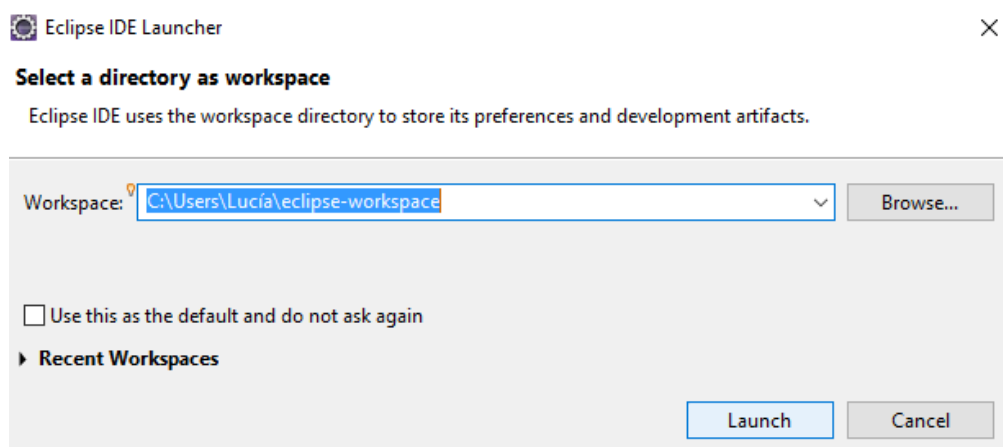 Eclipse IDE Launcher
Select a directory as workspace
Eclipse IDE uses the workspace directory to store its preferences and development artifacts.
Workspace: C:\Users\Lucía\eclipse-workspace Browse...
Use this as the default and do not ask again
Recent Workspaces
Launch Cancel